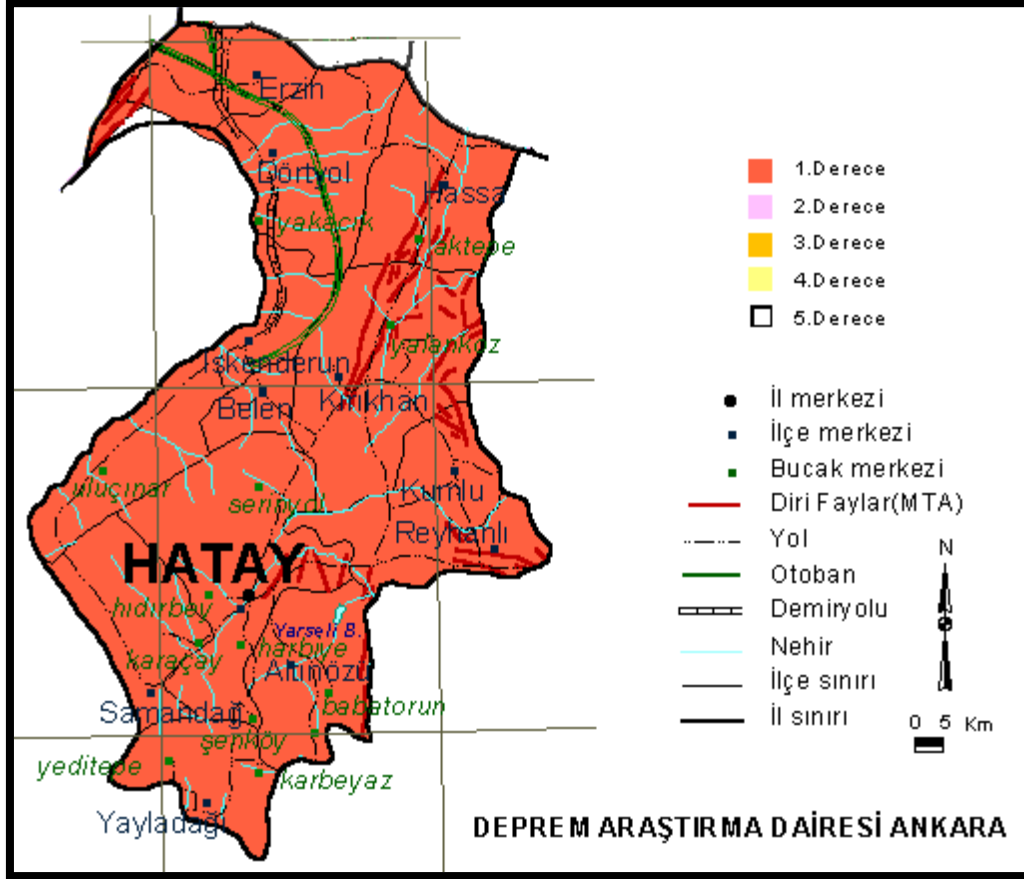 Erzin
Dörtyol
Hassa
yakacık
aktepe
yalankoz
İskenderun
Kırıkhan
Belen
uluçınar
serinyol
Kumlu
Reyhanlı
HATAY
hıdırbey
Yarseli B.
harbiye
karaçay
Altınözü
babatorun
Samandağ
şenköy
yeditepe
karbeyaz
Yayladağı
1.Derece
2.Derece
3.Derece
4.Derece
5.Derece
İl merkezi
İlçe merkezi
Bucak merkezi
Diri Faylar(MTA)
Yol
Otoban
Demiryolu
Nehir
İlçe sınırı
İl sınırı
N
0 5 Km
DEPREM ARAŞTIRMA DAİRESİ ANKARA